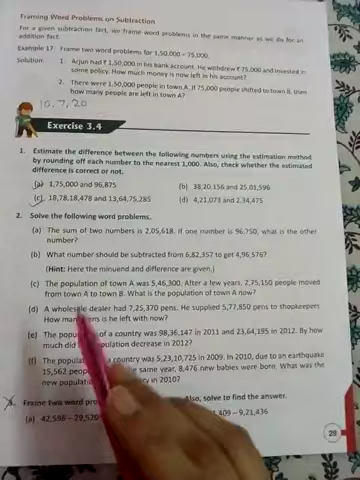 Framing Word Problems on Subtraction
For a given subtraction fact, we frame word problems in the same manner as we did for an
addition fact.
Example 17 Frame two word problems for 1,50,000 – 75,000.
Solution: 1. Arjun had ₹ 1,50,000 in his bank account. He withdrew ₹ 75,000 and invested in
some policy. How much money is now left in his account?
2. There were 1,50,000 people in town A. If 75,000 people shifted to town B, then
how many people are left in town A?
10.7.20
Exercise 3.4
1. Estimate the difference between the following numbers using the estimation method
by rounding off each number to the nearest 1,000. Also, check whether the estimated
difference is correct or not.
(a) 1,75,000 and 96,875 (b) 38,20,156 and 25,01,596
(c) 18,78,18,478 and 13,64,75,285 (d) 4,21,073 and 2,34,475
2. Solve the following word problems.
(a) The sum of two numbers is 2,05,618. If one number is 96,750, what is the other
number?
(b) What number should be subtracted from 6,82,357 to get 4,96,576?
(Hint: Here the minuend and difference are given.)
(c) The population of town A was 5,46,300. After a few years, 2,75,150 people moved
from town A to town B. What is the population of town A now?
(d) A wholesale dealer had 7,25,370 pens. He supplied 5,77,850 pens to shopkeepers.
How many pens is he left with now?
(e) The population of a country was 98,36,147 in 2011 and 23,64,195 in 2012. By how
much did population decrease in 2012?
(f) The population country was 5,23,10,725 in 2009. In 2010, due to an earthquake
15,562 people same year, 8,476 new babies were born. What was the
new population in 2010?
3. Frame two word Also, solve to find the answer.
(a) 42,596 – 29,520 – 9,21,436
29